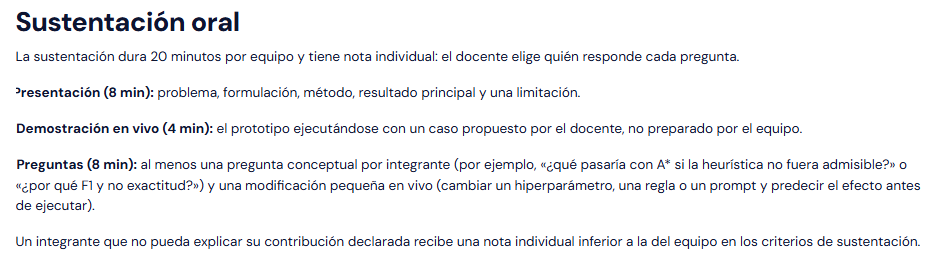 Sustentación oral
La sustentación dura 20 minutos por equipo y tiene nota individual: el docente elige quién responde cada pregunta.
Presentación (8 min): problema, formulación, método, resultado principal y una limitación.
Demostración en vivo (4 min): el prototipo ejecutándose con un caso propuesto por el docente, no preparado por el equipo.
Preguntas (8 min): al menos una pregunta conceptual por integrante (por ejemplo, «¿qué pasaría con A* si la heurística no fuera admisible?» o
«¿por qué F1 y no exactitud?») y una modificación pequeña en vivo (cambiar un hiperparámetro, una regla o un prompt y predecir el efecto antes
de ejecutar).
Un integrante que no pueda explicar su contribución declarada recibe una nota individual inferior a la del equipo en los criterios de sustentación.